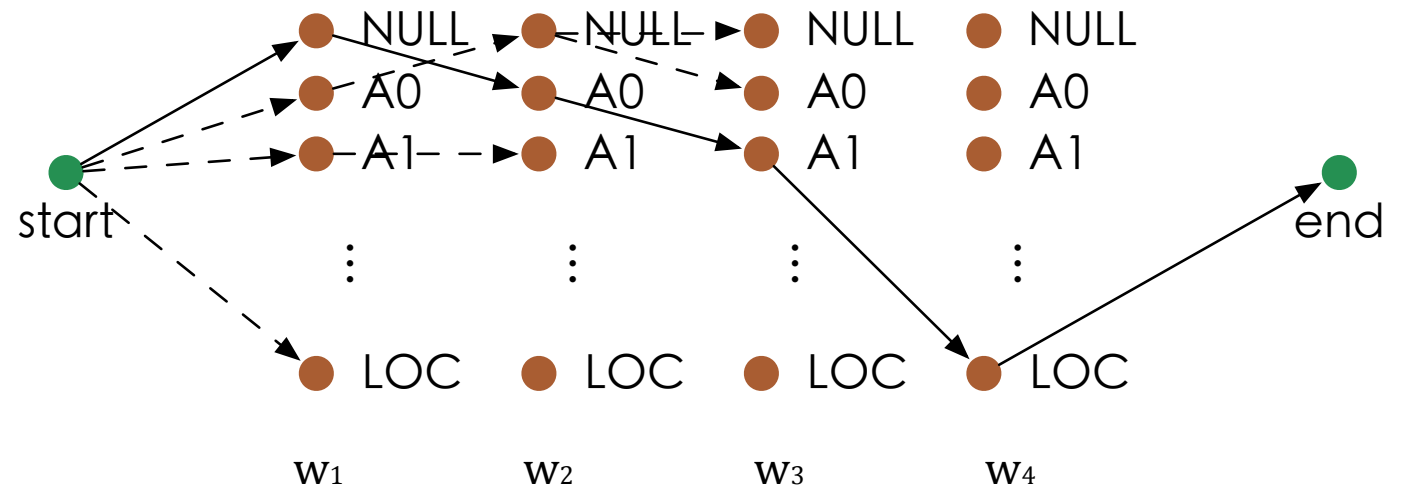 NULL NULL NULL NULL
A0 A0 A0 A0
A1 A1 A1 A1
start end
⋮ ⋮ ⋮ ⋮
LOC LOC LOC LOC
w1 w2 w3 w4